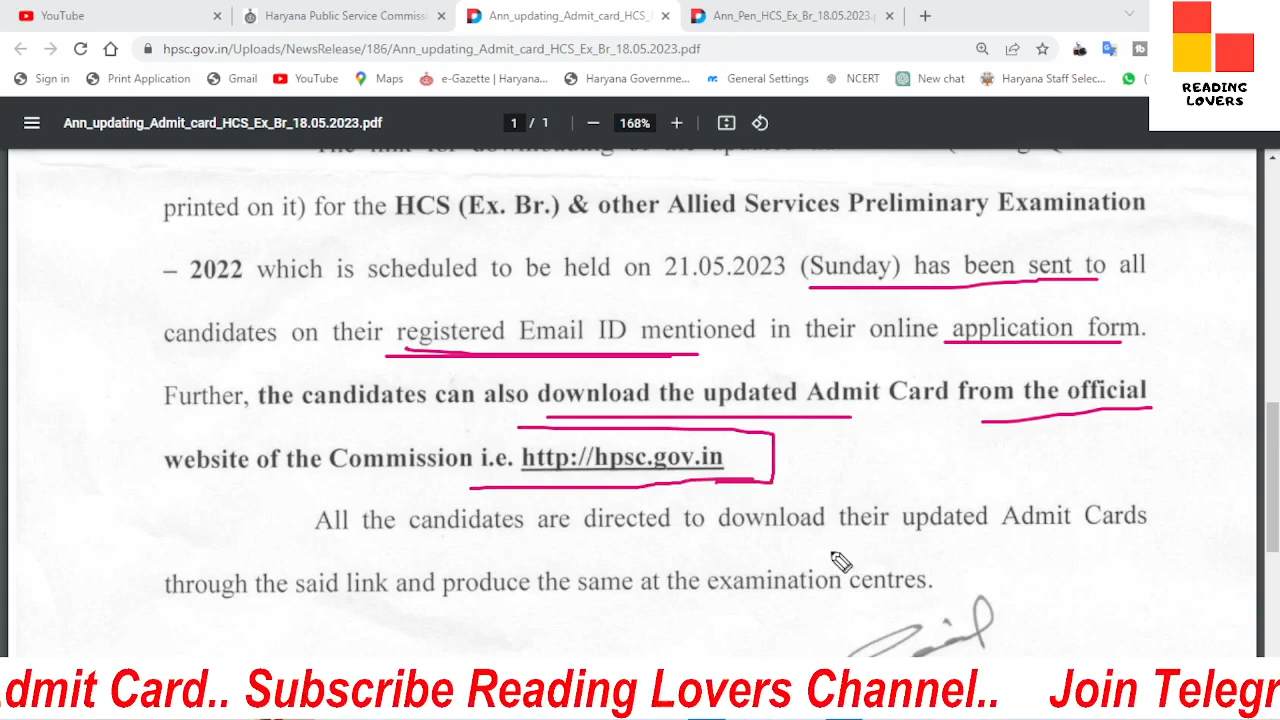 YouTube
Haryana Public Service Commissi
Ann_updating_Admit_card_HCS_
Ann_Pen_HCS_Ex_Br_18.05.2023.p
hpsc.gov.in/Uploads/NewsRelease/186/Ann_updating_Admit_card_HCS_Ex_Br_18.05.2023.pdf
Sign in
Print Application
Gmail
YouTube
Maps
e-Gazette | Haryana...
Haryana Governme...
General Settings
NCERT
New chat
Haryana Staff Selec...
READING
LOVERS
Ann_updating_Admit_card_HCS_Ex_Br_18.05.2023.pdf
1 / 1
168%
printed on it) for the HCS (Ex. Br.) & other Allied Services Preliminary Examination
– 2022 which is scheduled to be held on 21.05.2023 (Sunday) has been sent to all
candidates on their registered Email ID mentioned in their online application form.
Further, the candidates can also download the updated Admit Card from the official
website of the Commission i.e. http://hpsc.gov.in
All the candidates are directed to download their updated Admit Cards
through the said link and produce the same at the examination centres.
dmit Card.. Subscribe Reading Lovers Channel.. Join Telegr